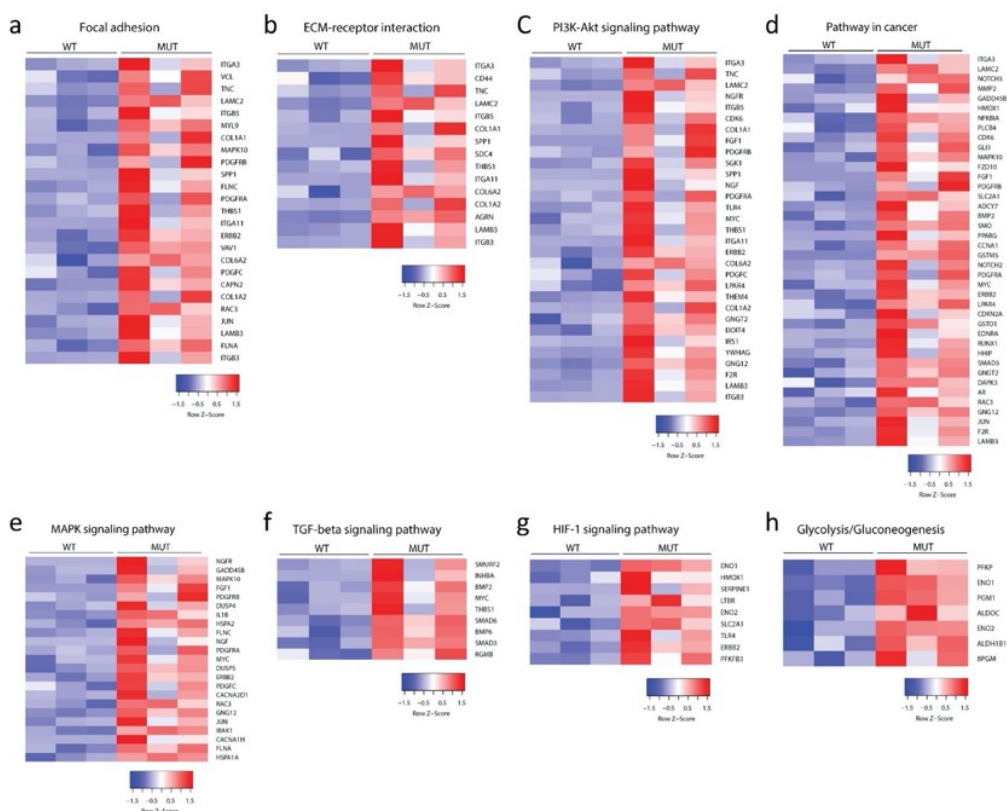 a
Focal adhesion
WT MUT
ITGA3
VCL
TNC
LAMC2
ITGB5
MYL9
COL1A1
MAPK10
PDGFRB
SPP1
FLNC
PDGFRA
THBS1
ITGA11
ERBB2
VAV1
COL6A2
PDGFC
CAPN2
COL1A2
RAC3
JUN
LAMB3
FLNA
ITGB3
-1.5 -0.5 0.5 1.5
Row Z-Score
b
ECM-receptor interaction
WT MUT
ITGA3
CD44
TNC
LAMC2
ITGB5
COL1A1
SPP1
SDC4
THBS1
ITGA11
COL6A2
COL1A2
AGRN
LAMB3
ITGB3
-1.5 -0.5 0.5 1.5
Row Z-Score
C
PI3K-Akt signaling pathway
WT MUT
ITGA3
TNC
LAMC2
NGFR
ITGB5
CDK6
COL1A1
FGF1
PDGFRB
SGK1
SPP1
NGF
PDGFRA
TLR4
MYC
THBS1
ITGA11
ERBB2
COL6A2
PDGFC
LPAR4
THEM4
COL1A2
GNGT2
DDIT4
IRS1
YWHAG
GNG12
F2R
LAMB3
ITGB3
-1.5 -0.5 0.5 1.5
Row Z-Score
d
Pathway in cancer
WT MUT
ITGA3
LAMC2
NOTCH3
MMP2
GADD45B
HMOX1
NFKBIA
PLCB4
CDK6
GLI3
MAPK10
FZD10
FGF1
PDGFRB
SLC2A1
ADCY7
BMP2
SMO
PPARG
CCNA1
GSTM5
NOTCH2
PDGFRA
MYC
ERBB2
LPAR4
CDKN2A
GSTO1
EDNRA
RUNX1
HHIP
SMAD3
GNGT2
DAPK3
AR
RAC3
GNG12
JUN
F2R
LAMB3
-1.5 -0.5 0.5 1.5
Row Z-Score
e
MAPK signaling pathway
WT MUT
NGFR
GADD45B
MAPK10
FGF1
PDGFRB
DUSP4
IL1B
HSPA2
FLNC
NGF
PDGFRA
MYC
DUSP5
ERBB2
PDGFC
CACNA2D1
RAC3
GNG12
JUN
IRAK1
CACNA1H
FLNA
HSPA1A
-1.5 -0.5 0.5 1.5
Row Z-Score
f
TGF-beta signaling pathway
WT MUT
SMURF2
INHBA
BMP2
MYC
THBS1
SMAD6
BMP6
SMAD3
RGMB
-1.5 -0.5 0.5 1.5
Row Z-Score
g
HIF-1 signaling pathway
WT MUT
ENO1
HMOX1
SERPINE1
LTBR
ENO2
SLC2A1
TLR4
ERBB2
PFKFB3
-1.5 -0.5 0.5 1.5
Row Z-Score
h
Glycolysis/Gluconeogenesis
WT MUT
PFKP
ENO1
PGM1
ALDOC
ENO2
ALDH3B1
BPGM
-1.5 -0.5 0.5 1.5
Row Z-Score